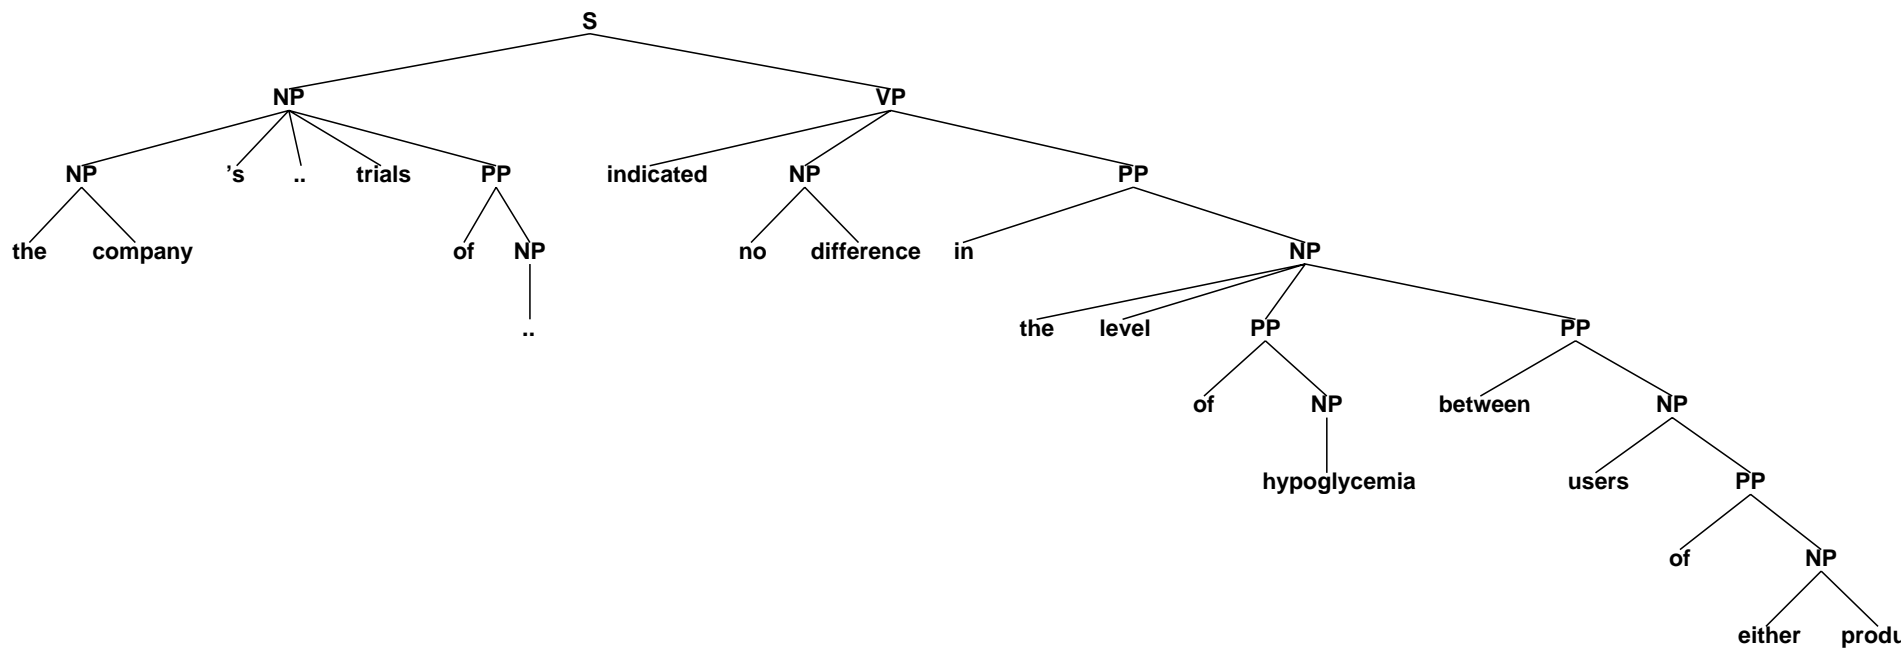 S
NP VP
NP 's .. trials PP indicated NP PP
the company of NP no difference in NP
.. the level PP PP
of NP between NP
hypoglycemia users PP
of NP
either